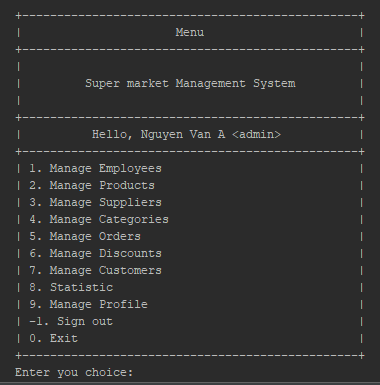 +------------------------------------------------+
| Menu |
+------------------------------------------------+
| |
| Super market Management System |
| |
+------------------------------------------------+
| Hello, Nguyen Van A <admin> |
+------------------------------------------------+
| 1. Manage Employees |
| 2. Manage Products |
| 3. Manage Suppliers |
| 4. Manage Categories |
| 5. Manage Orders |
| 6. Manage Discounts |
| 7. Manage Customers |
| 8. Statistic |
| 9. Manage Profile |
| -1. Sign out |
| 0. Exit |
+------------------------------------------------+
Enter you choice: